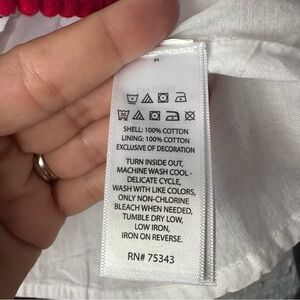 SHELL: 100% COTTON
LINING: 100% COTTON
EXCLUSIVE OF DECORATION
TURN INSIDE OUT,
MACHINE WASH COOL -
DELICATE CYCLE,
WASH WITH LIKE COLORS,
ONLY NON-CHLORINE
BLEACH WHEN NEEDED,
TUMBLE DRY LOW,
LOW IRON,
IRON ON REVERSE.
RN# 75343